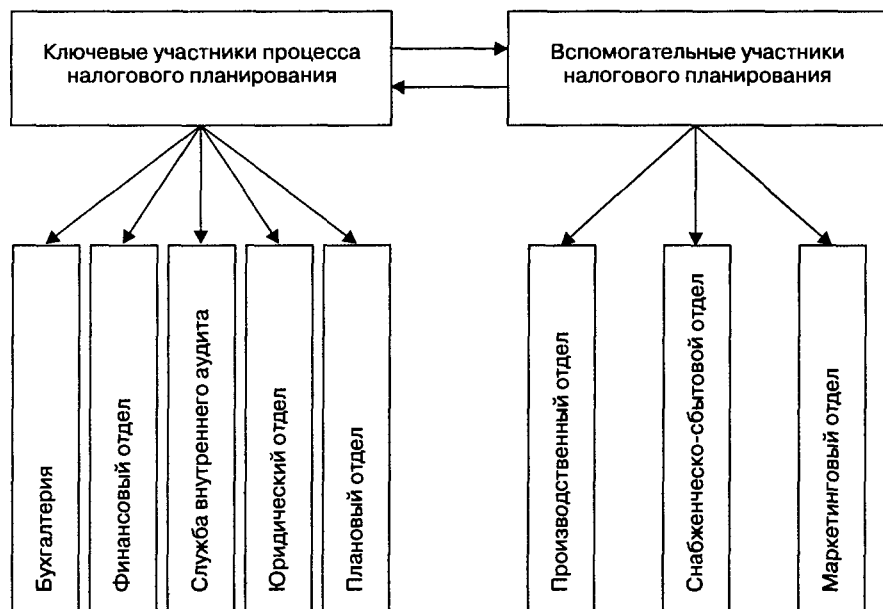 Ключевые участники процесса
налогового планирования
Вспомогательные участники
налогового планирования
Бухгалтерия
Финансовый отдел
Служба внутреннего аудита
Юридический отдел
Плановый отдел
Производственный отдел
Снабженческо-сбытовой отдел
Маркетинговый отдел